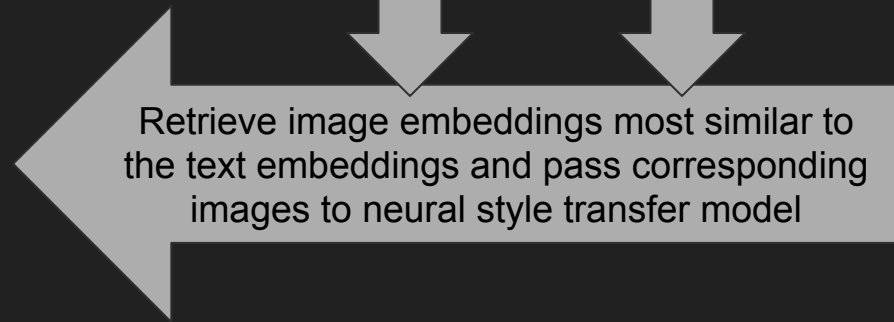 Retrieve image embeddings most similar to
the text embeddings and pass corresponding
images to neural style transfer model